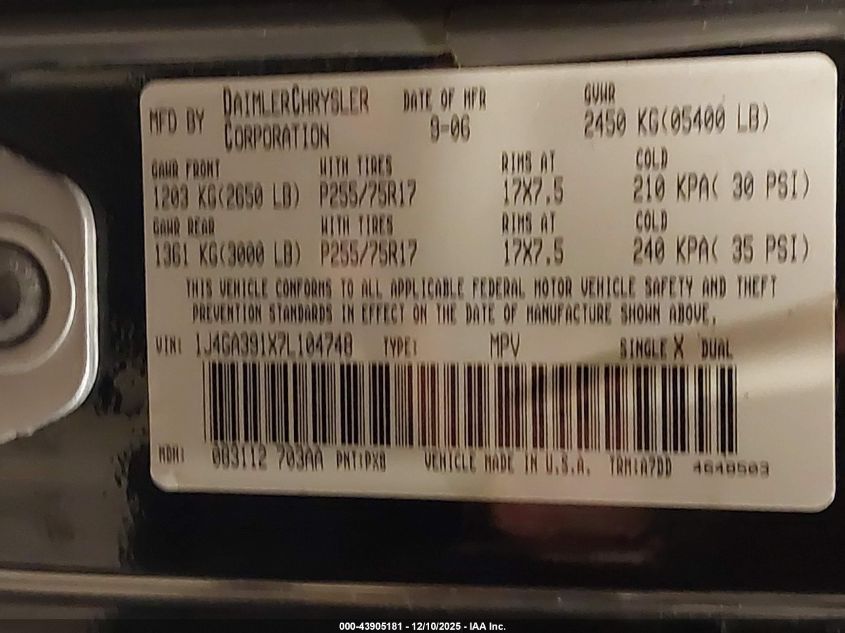 MFD BY DAIMLERCHRYSLER CORPORATION DATE OF MFR 9-06 GVWR 2450 KG(05400 LB)
GAWR FRONT WITH TIRES RIMS AT COLD
1203 KG(2650 LB) P255/75R17 17X7.5 210 KPA( 30 PSI)
GAWR REAR WITH TIRES RIMS AT COLD
1361 KG(3000 LB) P255/75R17 17X7.5 240 KPA( 35 PSI)
THIS VEHICLE CONFORMS TO ALL APPLICABLE FEDERAL MOTOR VEHICLE SAFETY AND THEFT
PREVENTION STANDARDS IN EFFECT ON THE DATE OF MANUFACTURE SHOWN ABOVE.
VIN: 1J4GA391X7L104748 TYPE: MPV SINGLE X DUAL
MDH: 083112 703AA PNT:PX8 VEHICLE MADE IN U.S.A. TRM:A7DD 4648503
000-43905181 - 12/10/2025 - IAA Inc.